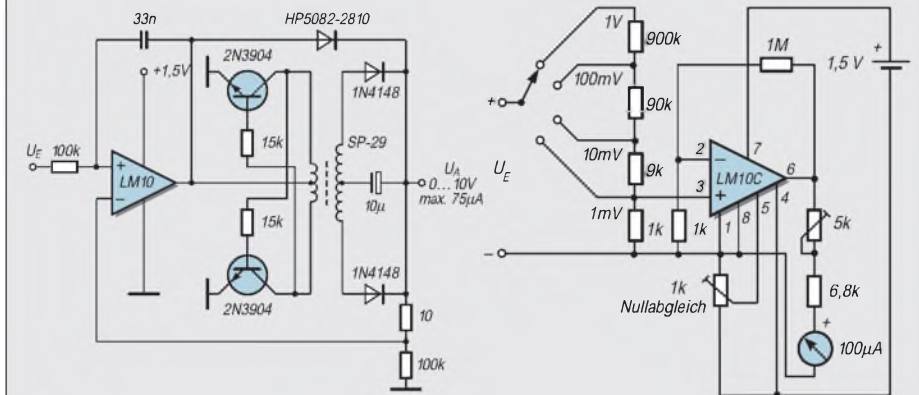 33n
HP5082-2810
2N3904
+1,5V
1N4148
15k
SP-29
U_E 100k
+
LM10
−
U_A
0...10V
max. 75µA
10µ
15k
1N4148
2N3904
10
100k
1V
900k
1M
+
1,5 V
100mV
+
90k
7
2
−
10mV
LM10C
6
U_E
9k
3
+
4
5
1mV
8
1
5k
1k
1k
−
1k
Nullabgleich
6,8k
+
100µA